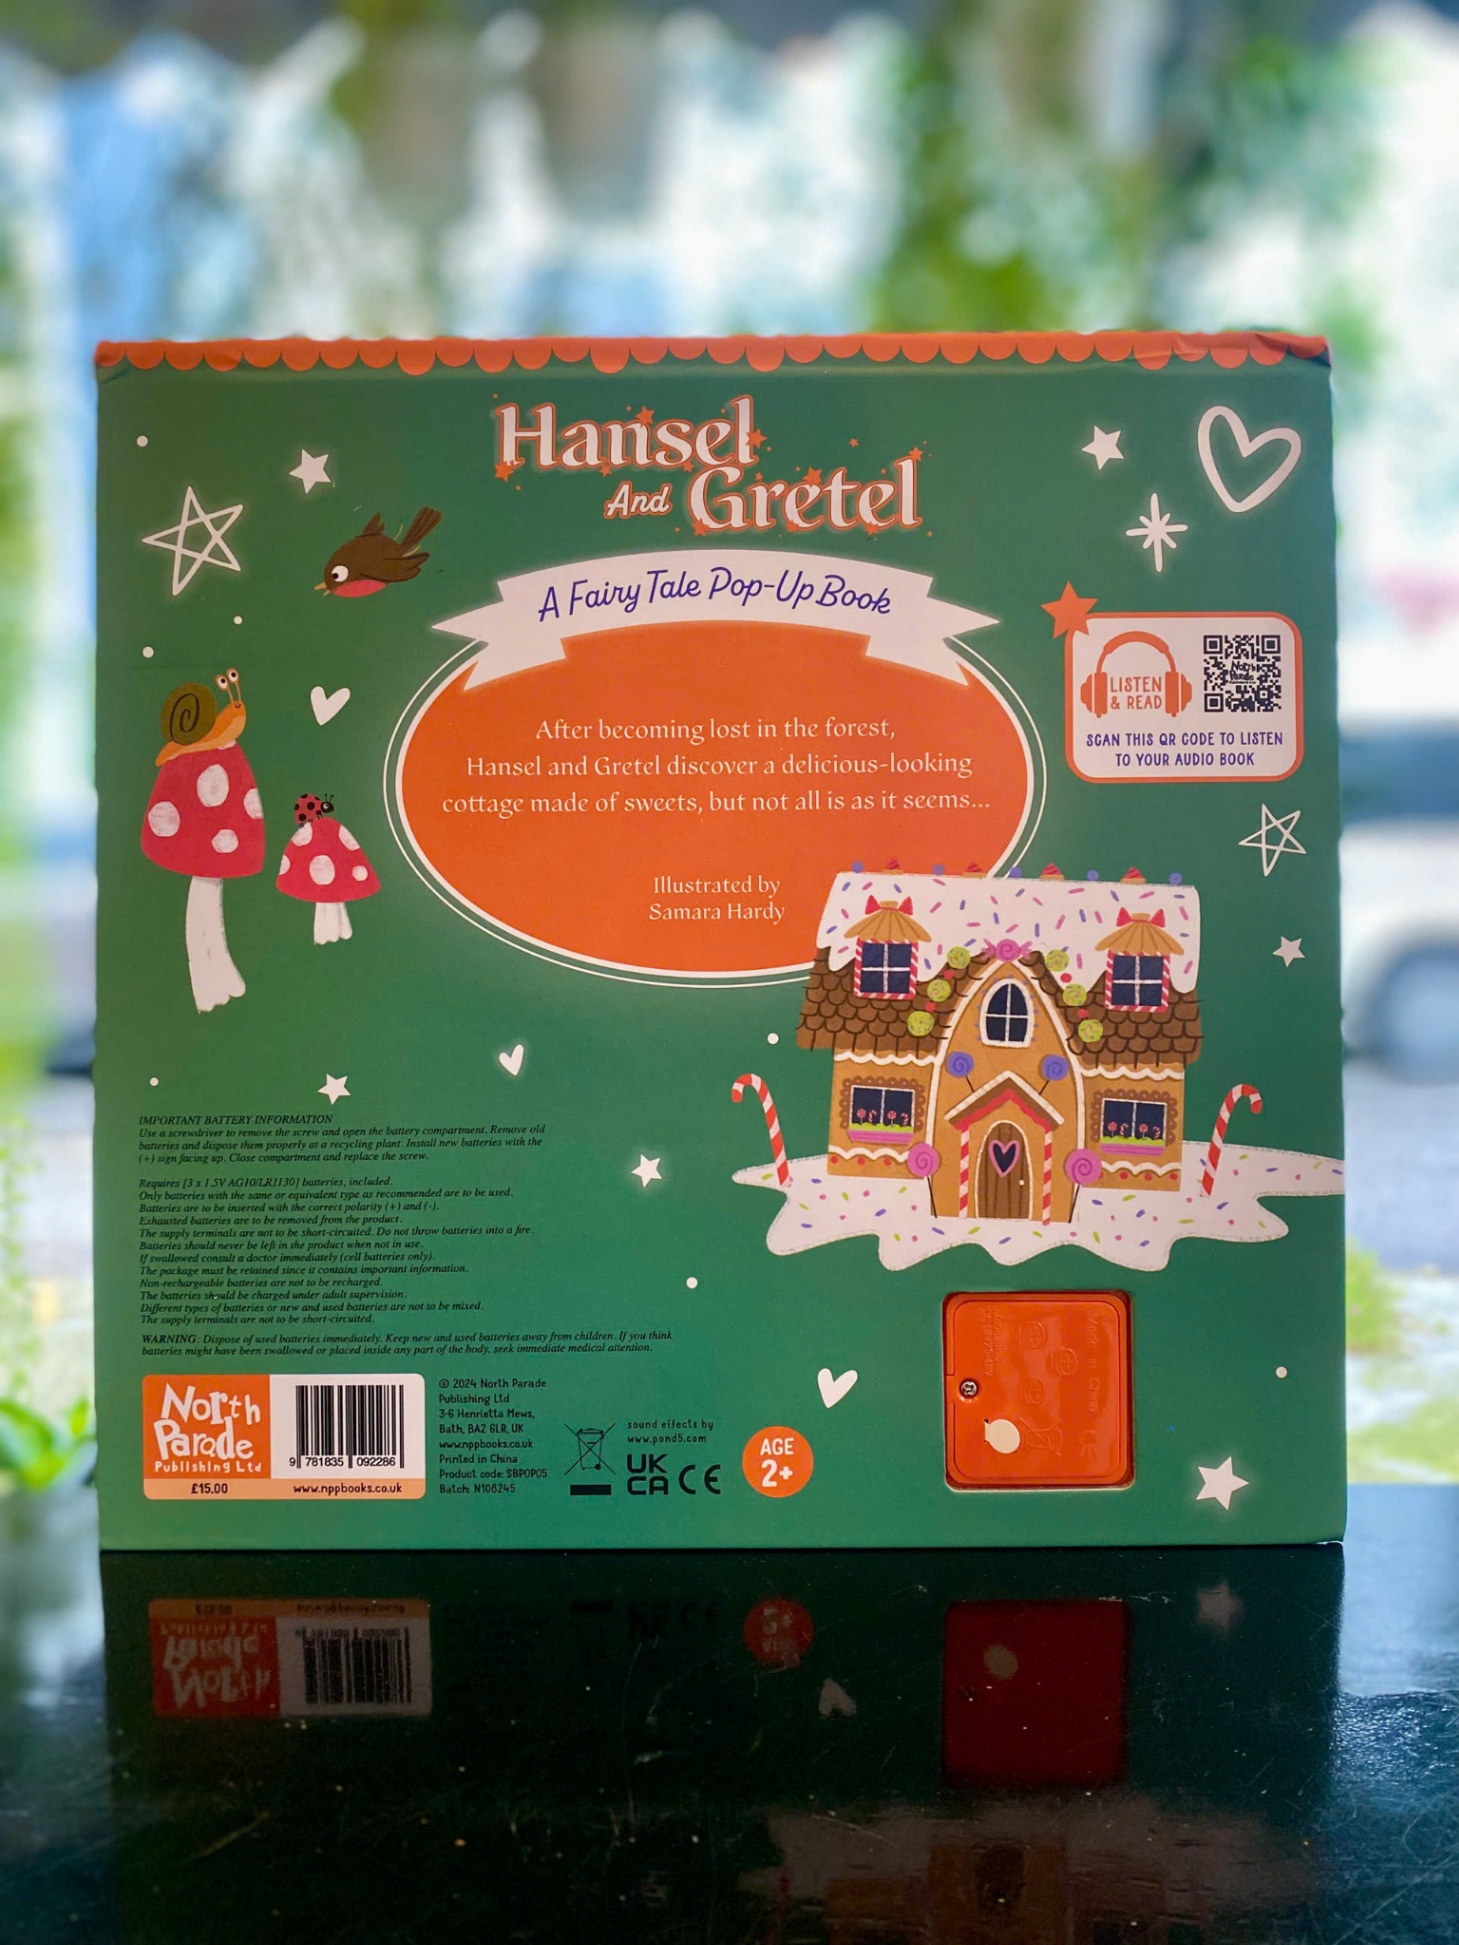 Hansel
And Gretel
A Fairy Tale Pop-Up Book
After becoming lost in the forest,
Hansel and Gretel discover a delicious-looking
cottage made of sweets, but not all is as it seems...
Illustrated by
Samara Hardy
LISTEN
& READ
North
Parade
SCAN THIS QR CODE TO LISTEN
TO YOUR AUDIO BOOK
IMPORTANT BATTERY INFORMATION
Use a screwdriver to remove the screw and open the battery compartment. Remove old
batteries and dispose them properly at a recycling plant. Install new batteries with the
(+) sign facing up. Close compartment and replace the screw.
Requires [3 x 1.5V AG10/LR1130] batteries, included.
Only batteries with the same or equivalent type as recommended are to be used.
Batteries are to be inserted with the correct polarity (+) and (-).
Exhausted batteries are to be removed from the product.
The supply terminals are not to be short-circuited. Do not throw batteries into a fire.
Batteries should never be left in the product when not in use.
If swallowed consult a doctor immediately (cell batteries only).
The package must be retained since it contains important information.
Non-rechargeable batteries are not to be recharged.
The batteries should be charged under adult supervision.
Different types of batteries or new and used batteries are not to be mixed.
The supply terminals are not to be short-circuited.
WARNING: Dispose of used batteries immediately. Keep new and used batteries away from children. If you think
batteries might have been swallowed or placed inside any part of the body, seek immediate medical attention.
North
Parade
Publishing Ltd
£15.00
9 781835 092286
www.nppbooks.co.uk
© 2024 North Parade
Publishing Ltd
3-6 Henrietta Mews,
Bath, BA2 6LR, UK
www.nppbooks.co.uk
Printed in China
Product code: SBPOP05
Batch: N108245
sound effects by
www.pond5.com
UK
CA CE
AGE
2+
Made in China